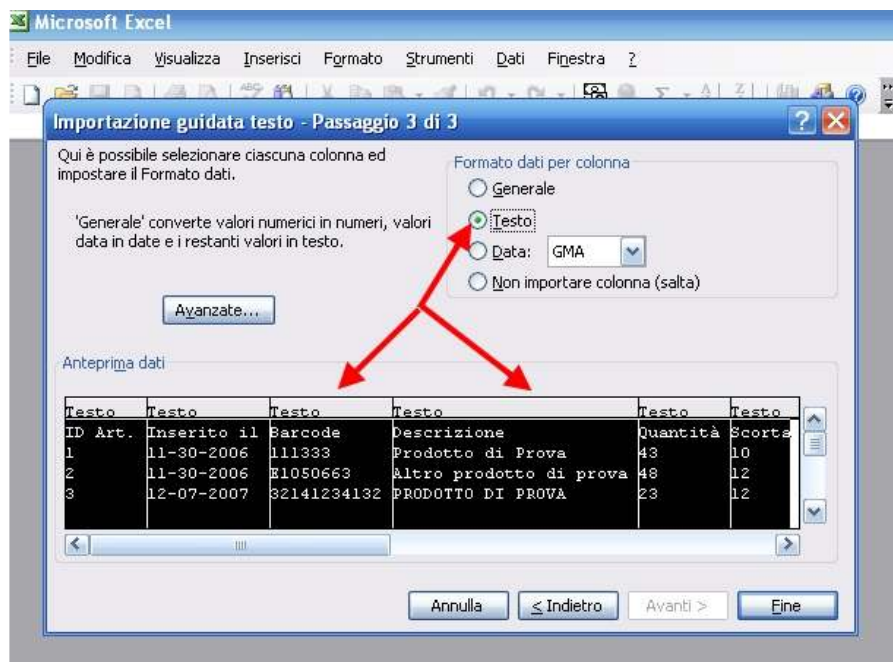 Microsoft Excel
File Modifica Visualizza Inserisci Formato Strumenti Dati Finestra ?
Importazione guidata testo - Passaggio 3 di 3
Qui è possibile selezionare ciascuna colonna ed
impostare il Formato dati.
'Generale' converte valori numerici in numeri, valori
data in date e i restanti valori in testo.
Avanzate...
Formato dati per colonna
Generale
Testo
Data: GMA
Non importare colonna (salta)
Anteprima dati
Testo Testo Testo Testo Testo Testo
ID Art. Inserito il Barcode Descrizione Quantità Scorta
1 11-30-2006 111333 Prodotto di Prova 43 10
2 11-30-2006 E1050663 Altro prodotto di prova 48 12
3 12-07-2007 32141234132 PRODOTTO DI PROVA 23 12
Annulla < Indietro Avanti > Fine